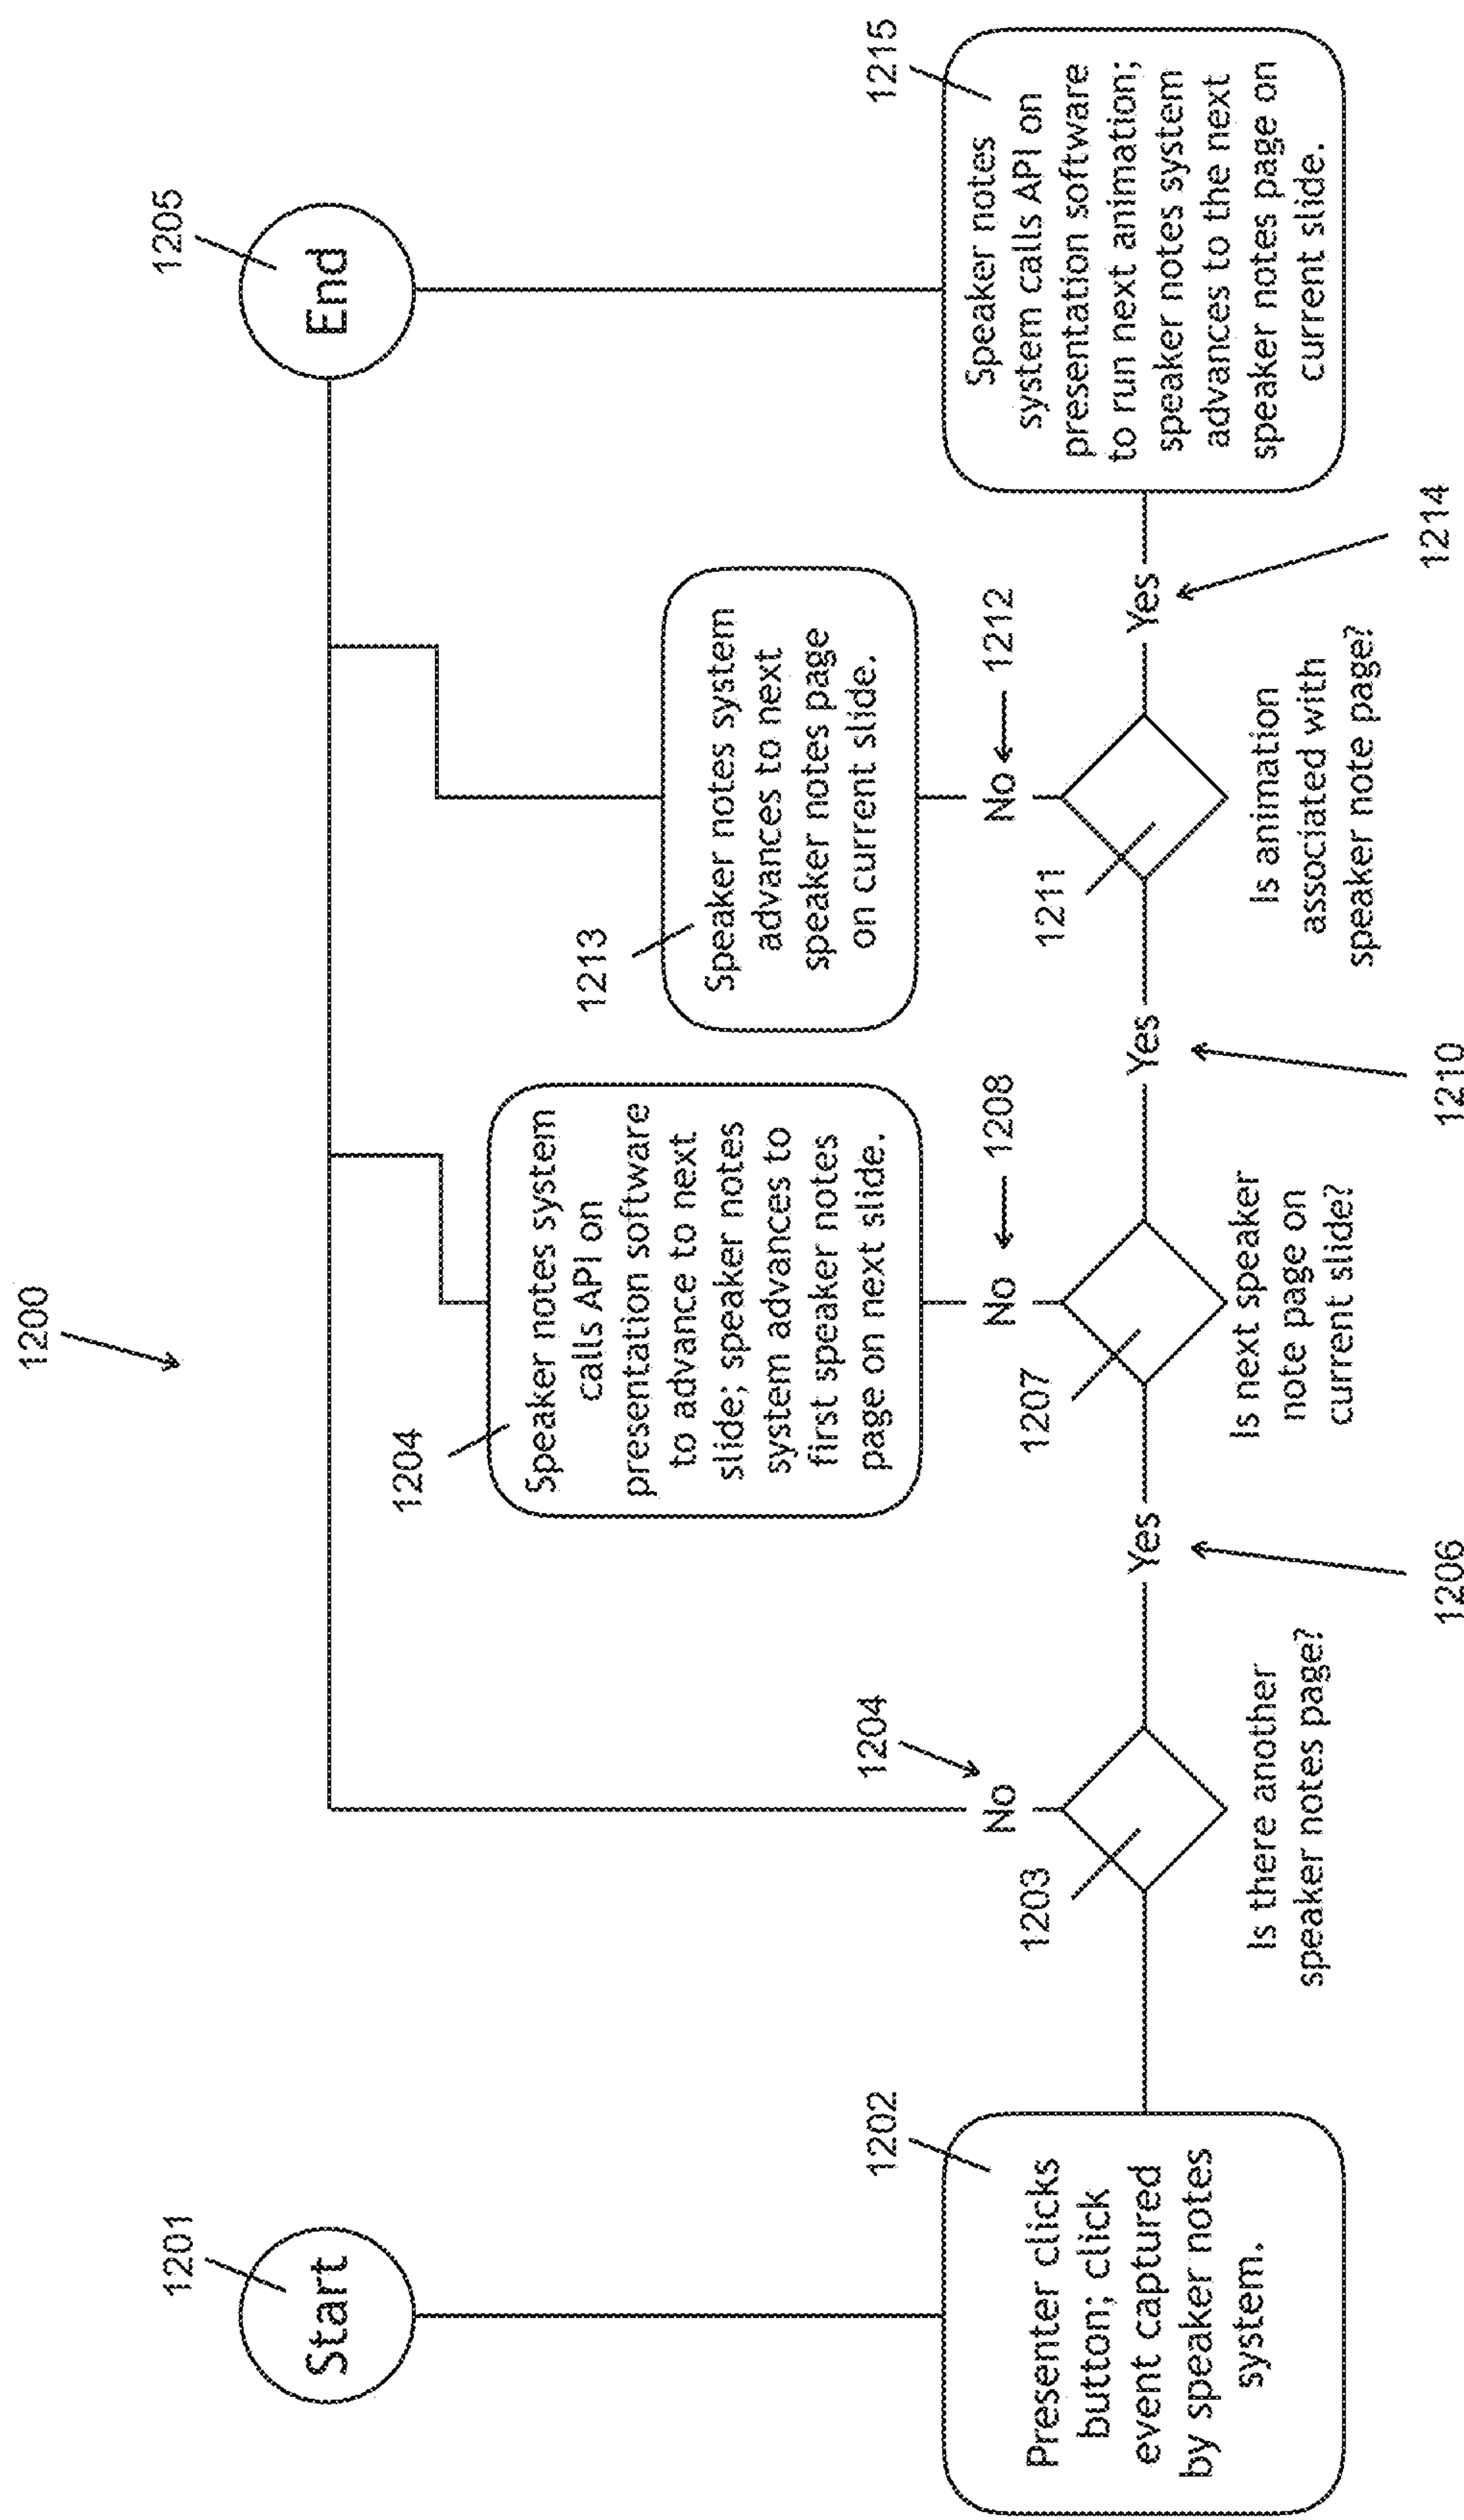 1200
1201
Start
1205
End
1204
Speaker notes system
calls API on
presentation software
to advance to next
slide; speaker notes
system advances to
first speaker notes
page on next slide.
1213
Speaker notes system
advances to next
speaker notes page
on current slide.
1202
Presenter clicks
button; click
event captured
by speaker notes
system.
1203
No
1204
Is there another
speaker notes page?
Yes
1206
1207
No
1208
Is next speaker
note page on
current slide?
Yes
1210
1211
No
1212
Is animation
associated with
speaker note page?
Yes
1214
1215
Speaker notes
system calls API on
presentation software
to run next animation;
speaker notes system
advances to the next
speaker notes page on
current slide.